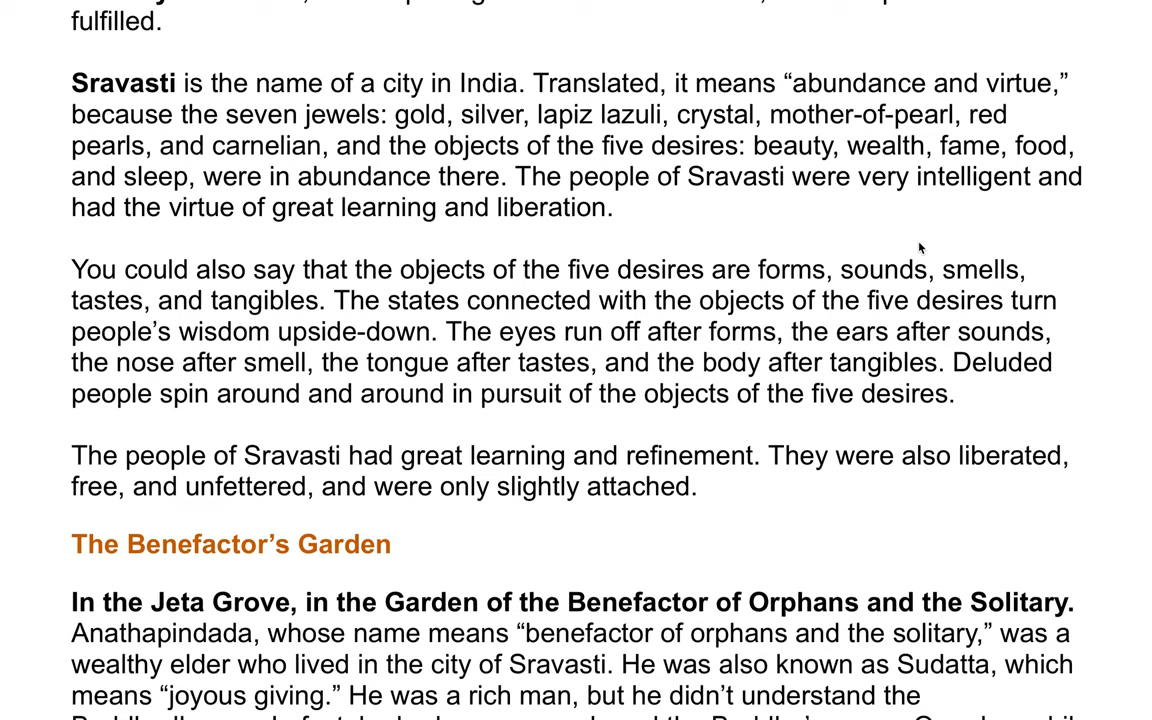 fulfilled.
Sravasti is the name of a city in India. Translated, it means “abundance and virtue,”
because the seven jewels: gold, silver, lapiz lazuli, crystal, mother-of-pearl, red
pearls, and carnelian, and the objects of the five desires: beauty, wealth, fame, food,
and sleep, were in abundance there. The people of Sravasti were very intelligent and
had the virtue of great learning and liberation.
You could also say that the objects of the five desires are forms, sounds, smells,
tastes, and tangibles. The states connected with the objects of the five desires turn
people’s wisdom upside-down. The eyes run off after forms, the ears after sounds,
the nose after smell, the tongue after tastes, and the body after tangibles. Deluded
people spin around and around in pursuit of the objects of the five desires.
The people of Sravasti had great learning and refinement. They were also liberated,
free, and unfettered, and were only slightly attached.
The Benefactor’s Garden
In the Jeta Grove, in the Garden of the Benefactor of Orphans and the Solitary.
Anathapindada, whose name means “benefactor of orphans and the solitary,” was a
wealthy elder who lived in the city of Sravasti. He was also known as Sudatta, which
means “joyous giving.” He was a rich man, but he didn’t understand the